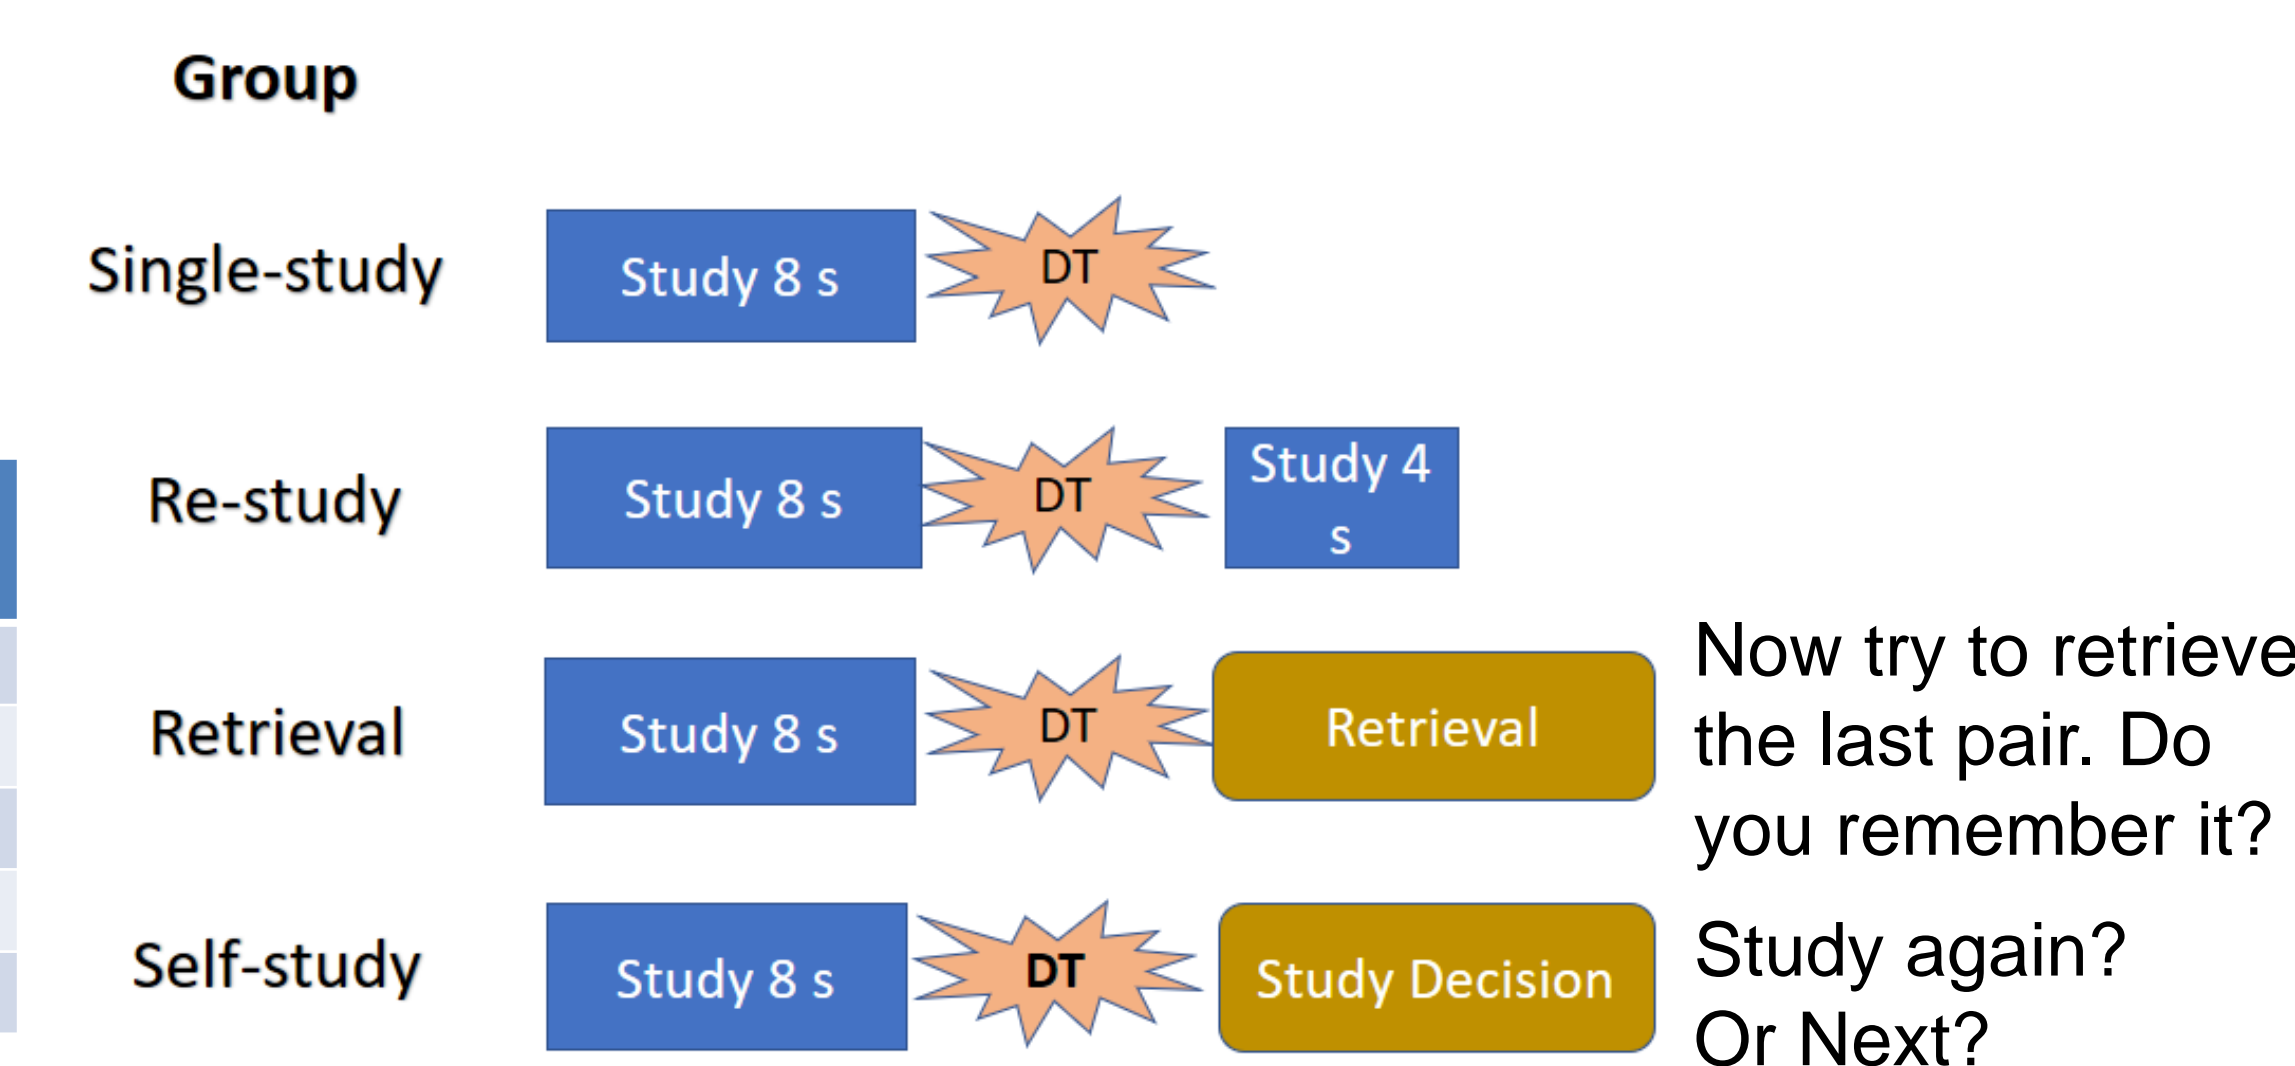 Group
Single-study
Study 8 s
DT
Re-study
Study 8 s
DT
Study 4
s
Retrieval
Study 8 s
DT
Retrieval
Now try to retrieve
the last pair. Do
you remember it?
Self-study
Study 8 s
DT
Study Decision
Study again?
Or Next?